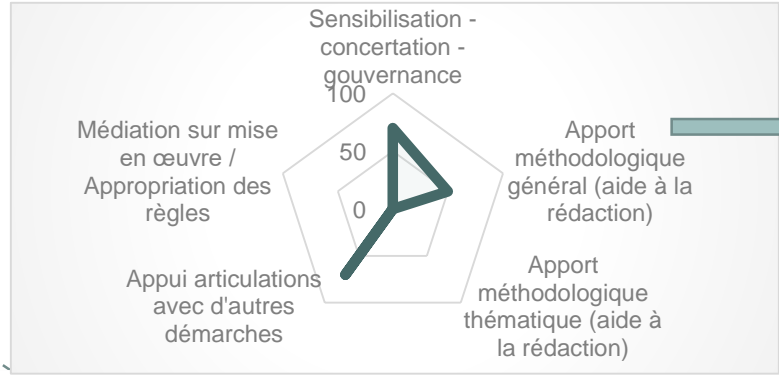 Sensibilisation -
concertation -
gouvernance
100
50
0
Apport
méthodologique
général (aide à la
rédaction)
Apport
méthodologique
thématique (aide à
la rédaction)
Appui articulations
avec d'autres
démarches
Médiation sur mise
en œuvre /
Appropriation des
règles